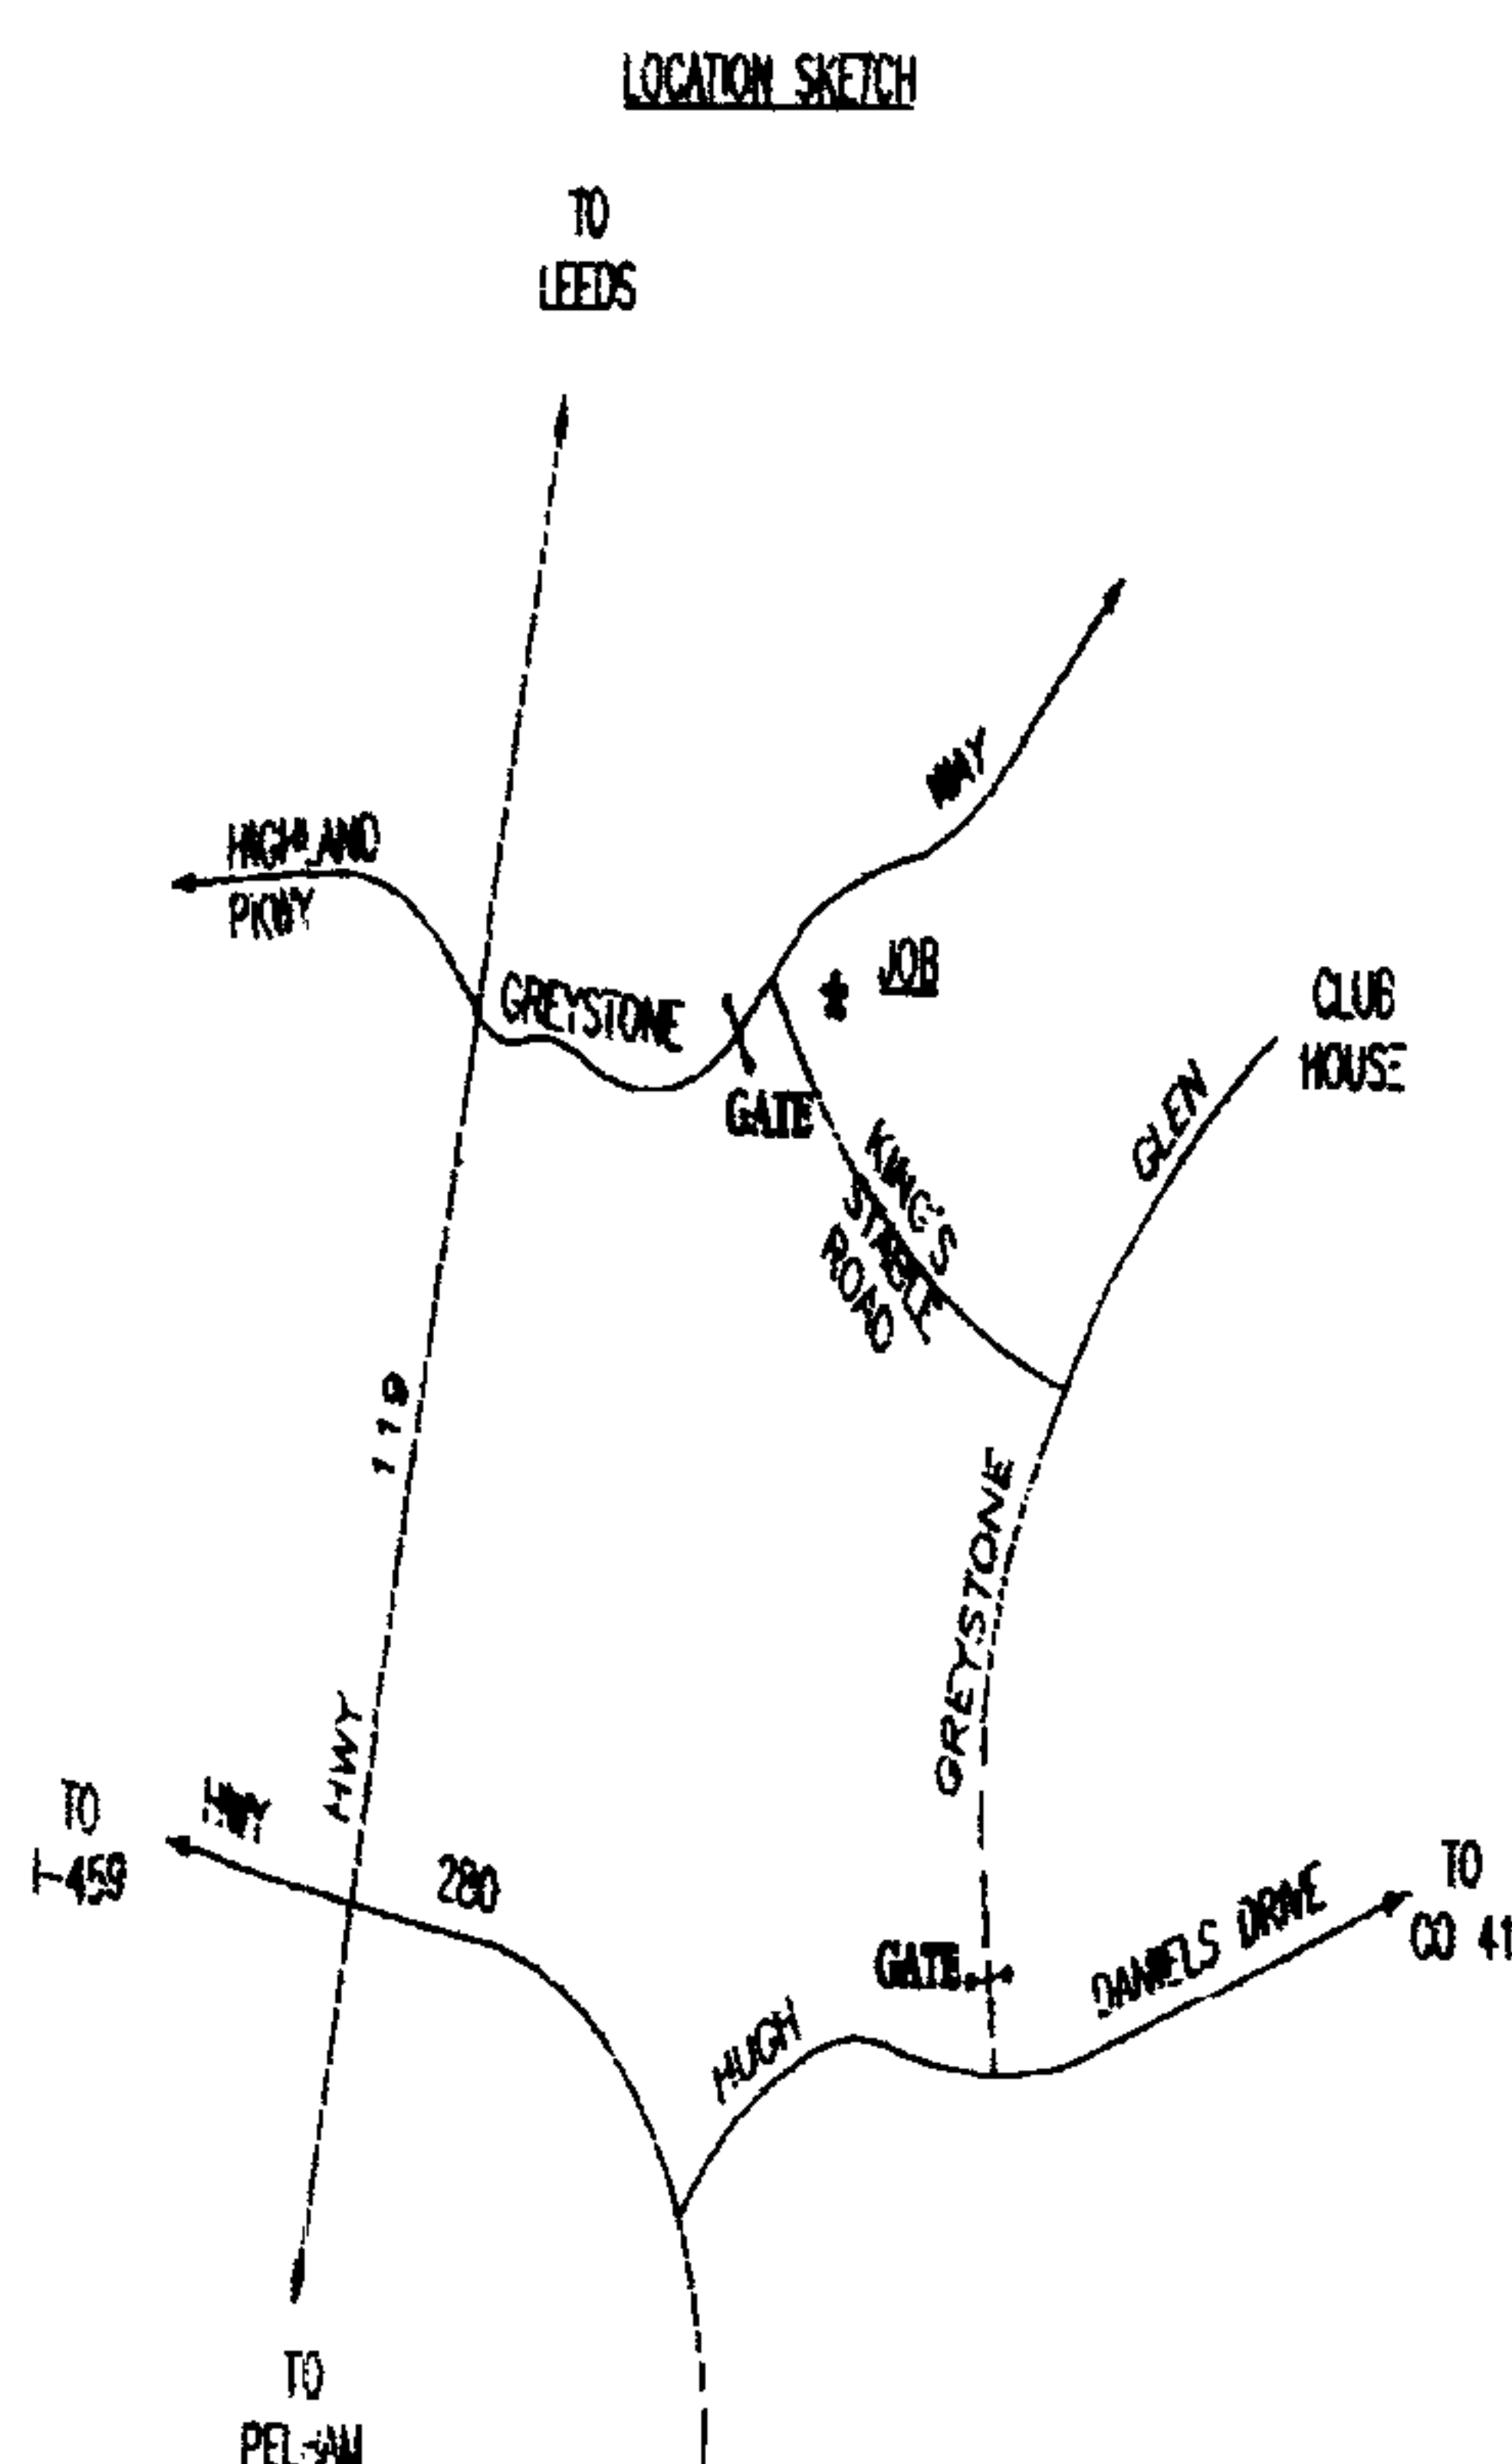 LOCATION SKETCH
TO
LEEDS
WAY
HIGHLAND
PKWY
GREYSTONE
JOB
GATE
CLUB
HOUSE
GLEN
KING'S
STABLE
ROAD
119
HWY
GREYSTONE
TO
I-459
280
GATE
HUGH
DANIELS DRIVE
TO
CO 41
TO